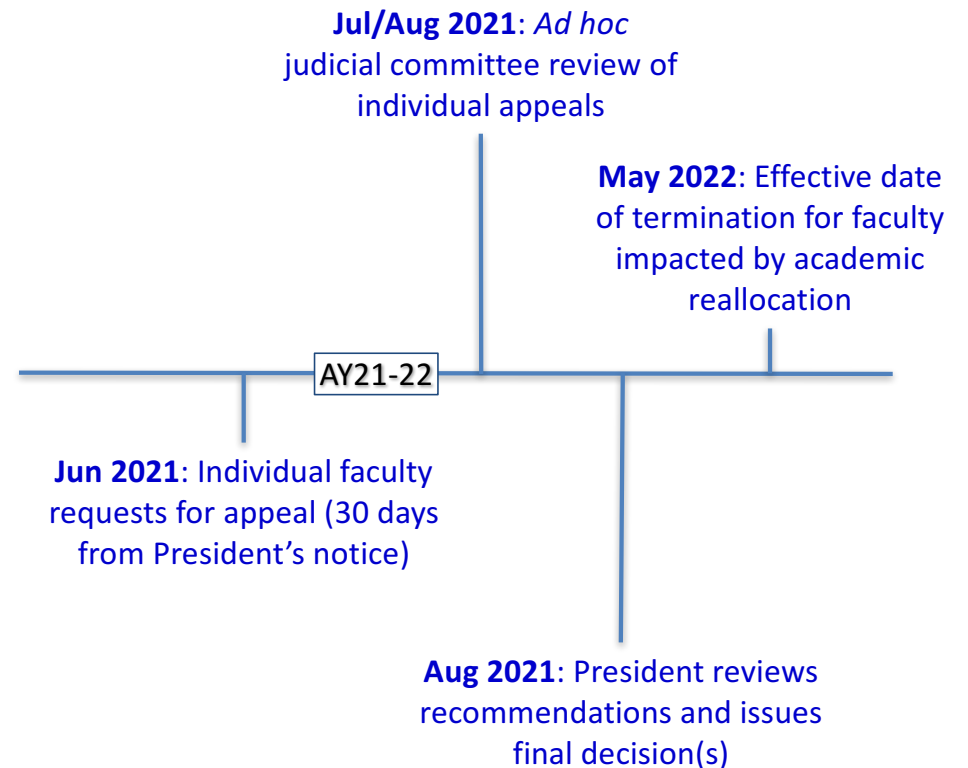 Jul/Aug 2021: Ad hoc
judicial committee review of
individual appeals
May 2022: Effective date
of termination for faculty
impacted by academic
reallocation
AY21-22
Jun 2021: Individual faculty
requests for appeal (30 days
from President’s notice)
Aug 2021: President reviews
recommendations and issues
final decision(s)